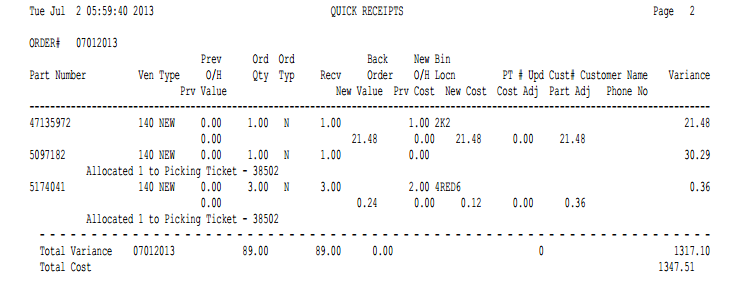 Tue Jul 2 05:59:40 2013 QUICK RECEIPTS Page 2
ORDER# 07012013
Prev Ord Ord Back New Bin
Part Number Ven Type O/H Qty Typ Recv Order O/H Locn PT # Upd Cust# Customer Name Variance
Prv Value New Value Prv Cost New Cost Cost Adj Part Adj Phone No
47135972 140 NEW 0.00 1.00 N 1.00 1.00 2K2 21.48
0.00 21.48 0.00 21.48 0.00 21.48
5097182 140 NEW 0.00 1.00 N 1.00 0.00 30.29
Allocated 1 to Picking Ticket - 38502
5174041 140 NEW 0.00 3.00 N 3.00 2.00 4RED6 0.36
0.00 0.24 0.00 0.12 0.00 0.36
Allocated 1 to Picking Ticket - 38502
Total Variance 07012013 89.00 89.00 0.00 0 1317.10
Total Cost 1347.51